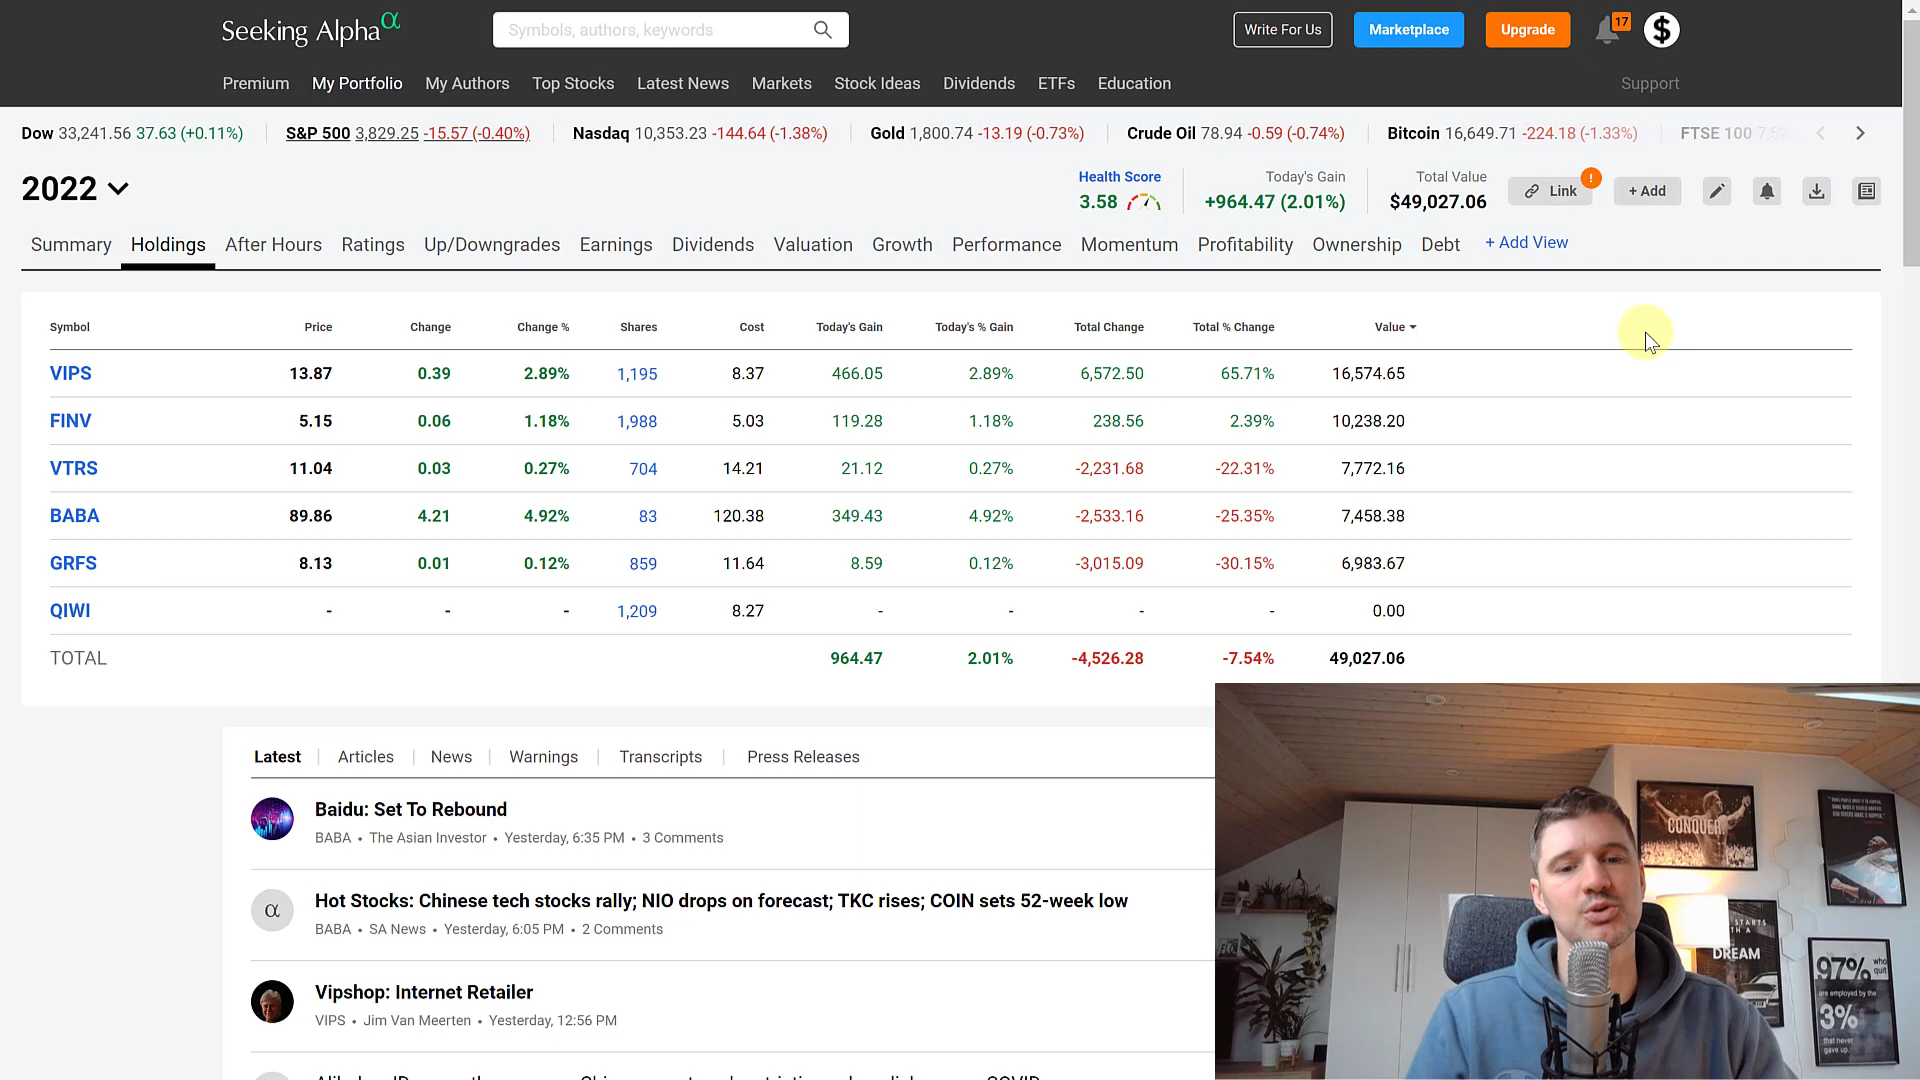 Seeking Alpha α
Symbols, authors, keywords
Write For Us
Marketplace
Upgrade
17
$
Premium My Portfolio My Authors Top Stocks Latest News Markets Stock Ideas Dividends ETFs Education Support
Dow 33,241.56 37.63 (+0.11%) S&P 500 3,829.25 -15.57 (-0.40%) Nasdaq 10,353.23 -144.64 (-1.38%) Gold 1,800.74 -13.19 (-0.73%) Crude Oil 78.94 -0.59 (-0.74%) Bitcoin 16,649.71 -224.18 (-1.33%) FTSE 100
2022
Health Score Today's Gain Total Value
3.58 +964.47 (2.01%) $49,027.06
Link ! + Add
Summary Holdings After Hours Ratings Up/Downgrades Earnings Dividends Valuation Growth Performance Momentum Profitability Ownership Debt + Add View
Symbol Price Change Change % Shares Cost Today's Gain Today's % Gain Total Change Total % Change Value
VIPS 13.87 0.39 2.89% 1,195 8.37 466.05 2.89% 6,572.50 65.71% 16,574.65
FINV 5.15 0.06 1.18% 1,988 5.03 119.28 1.18% 238.56 2.39% 10,238.20
VTRS 11.04 0.03 0.27% 704 14.21 21.12 0.27% -2,231.68 -22.31% 7,772.16
BABA 89.86 4.21 4.92% 83 120.38 349.43 4.92% -2,533.16 -25.35% 7,458.38
GRFS 8.13 0.01 0.12% 859 11.64 8.59 0.12% -3,015.09 -30.15% 6,983.67
QIWI - - - 1,209 8.27 - - - - 0.00
TOTAL 964.47 2.01% -4,526.28 -7.54% 49,027.06
Latest Articles News Warnings Transcripts Press Releases
Baidu: Set To Rebound
BABA • The Asian Investor • Yesterday, 6:35 PM • 3 Comments
α
Hot Stocks: Chinese tech stocks rally; NIO drops on forecast; TKC rises; COIN sets 52-week low
BABA • SA News • Yesterday, 6:05 PM • 2 Comments
Vipshop: Internet Retailer
VIPS • Jim Van Meerten • Yesterday, 12:56 PM
CONQUER.
STARTS
WITH A
DREAM
97% who quit
are employed by the
3%
that never
gave up.